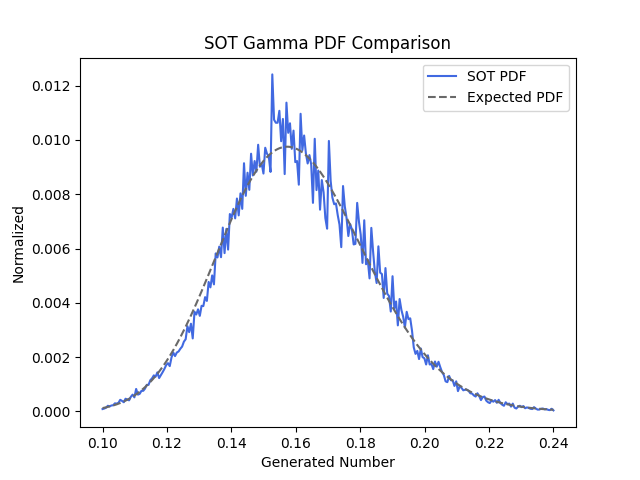 SOT Gamma PDF Comparison
SOT PDF
Expected PDF
0.012
0.010
0.008
0.006
0.004
0.002
0.000
Normalized
0.10 0.12 0.14 0.16 0.18 0.20 0.22 0.24
Generated Number